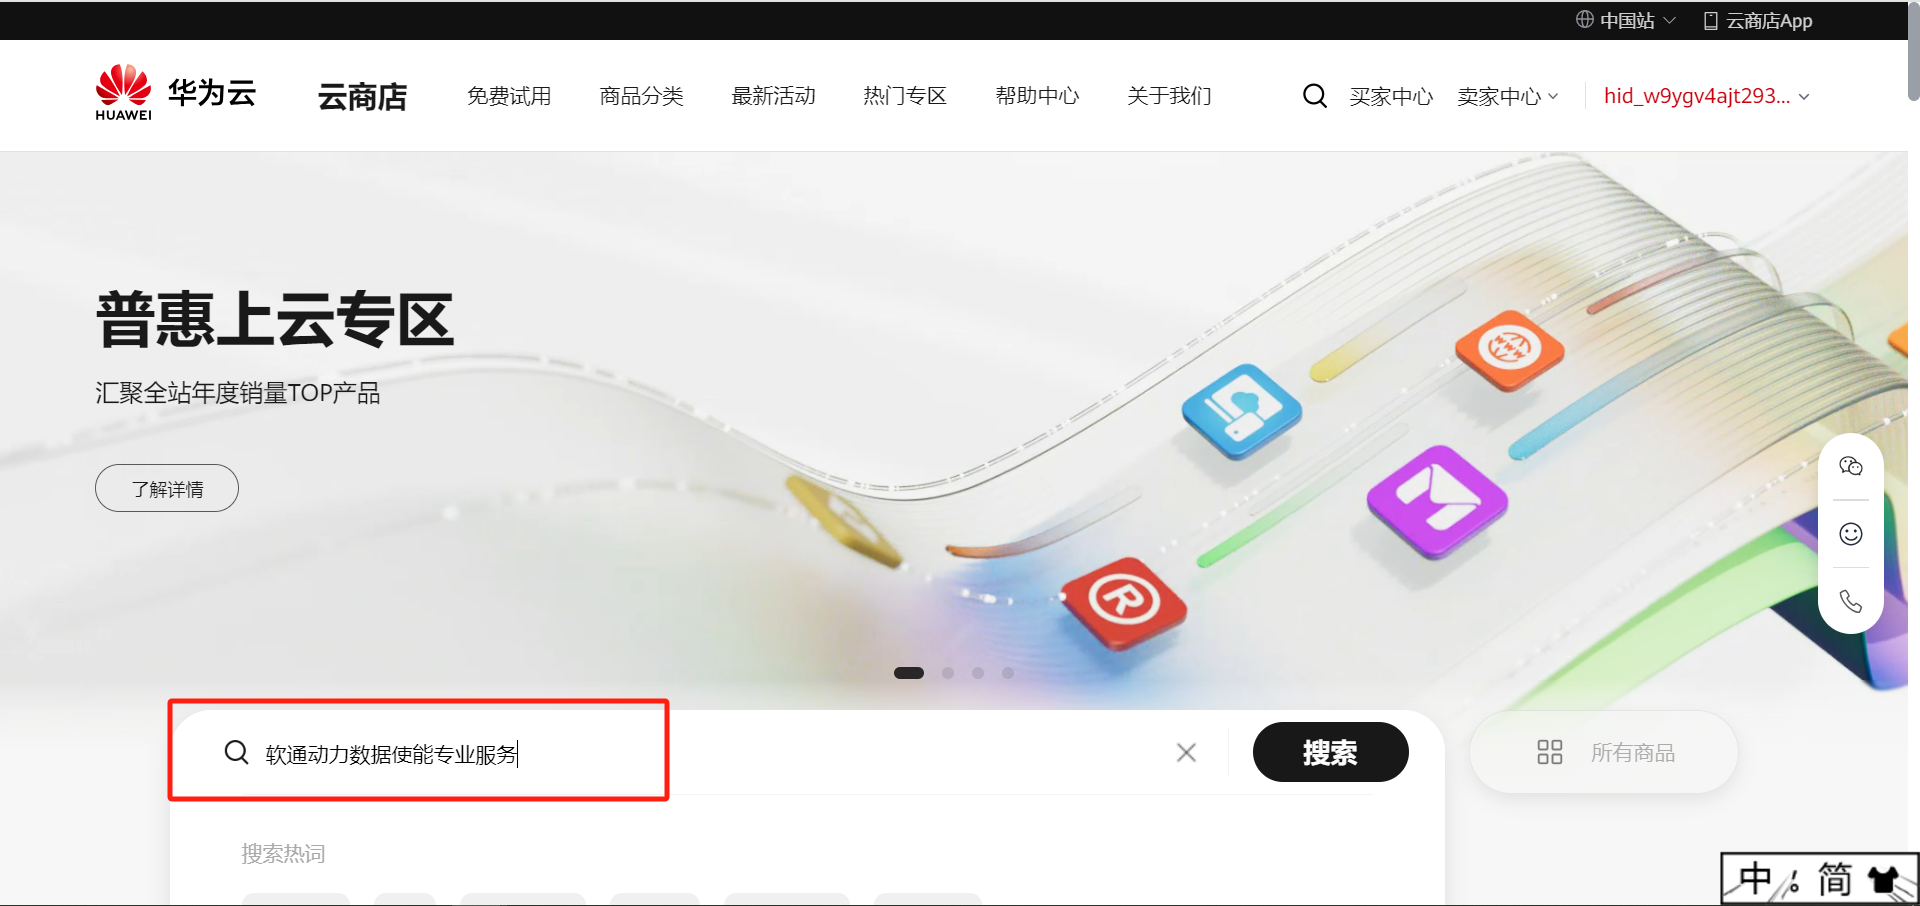 中国站 云商店App
HUAWEI 华为云 云商店 免费试用 商品分类 最新活动 热门专区 帮助中心 关于我们 买家中心 卖家中心 hid_w9ygv4ajt293...
普惠上云专区
汇聚全站年度销量TOP产品
了解详情
WWW
R
软通动力数据使能专业服务 搜索 所有商品
搜索热词
中 简